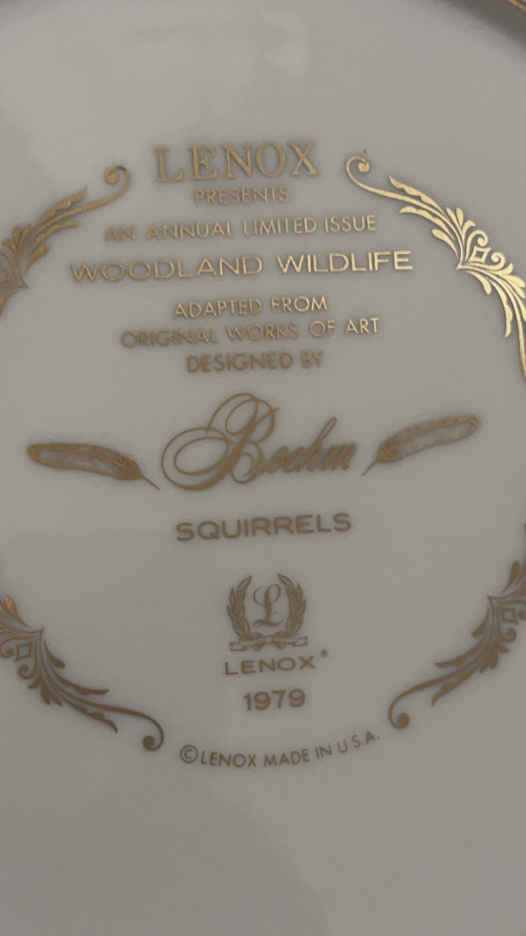 LENOX
PRESENTS
AN ANNUAL LIMITED ISSUE
WOODLAND WILDLIFE
ADAPTED FROM
ORIGINAL WORKS OF ART
DESIGNED BY
Boehm
SQUIRRELS
L
LENOX®
1979
©LENOX MADE IN U.S.A.